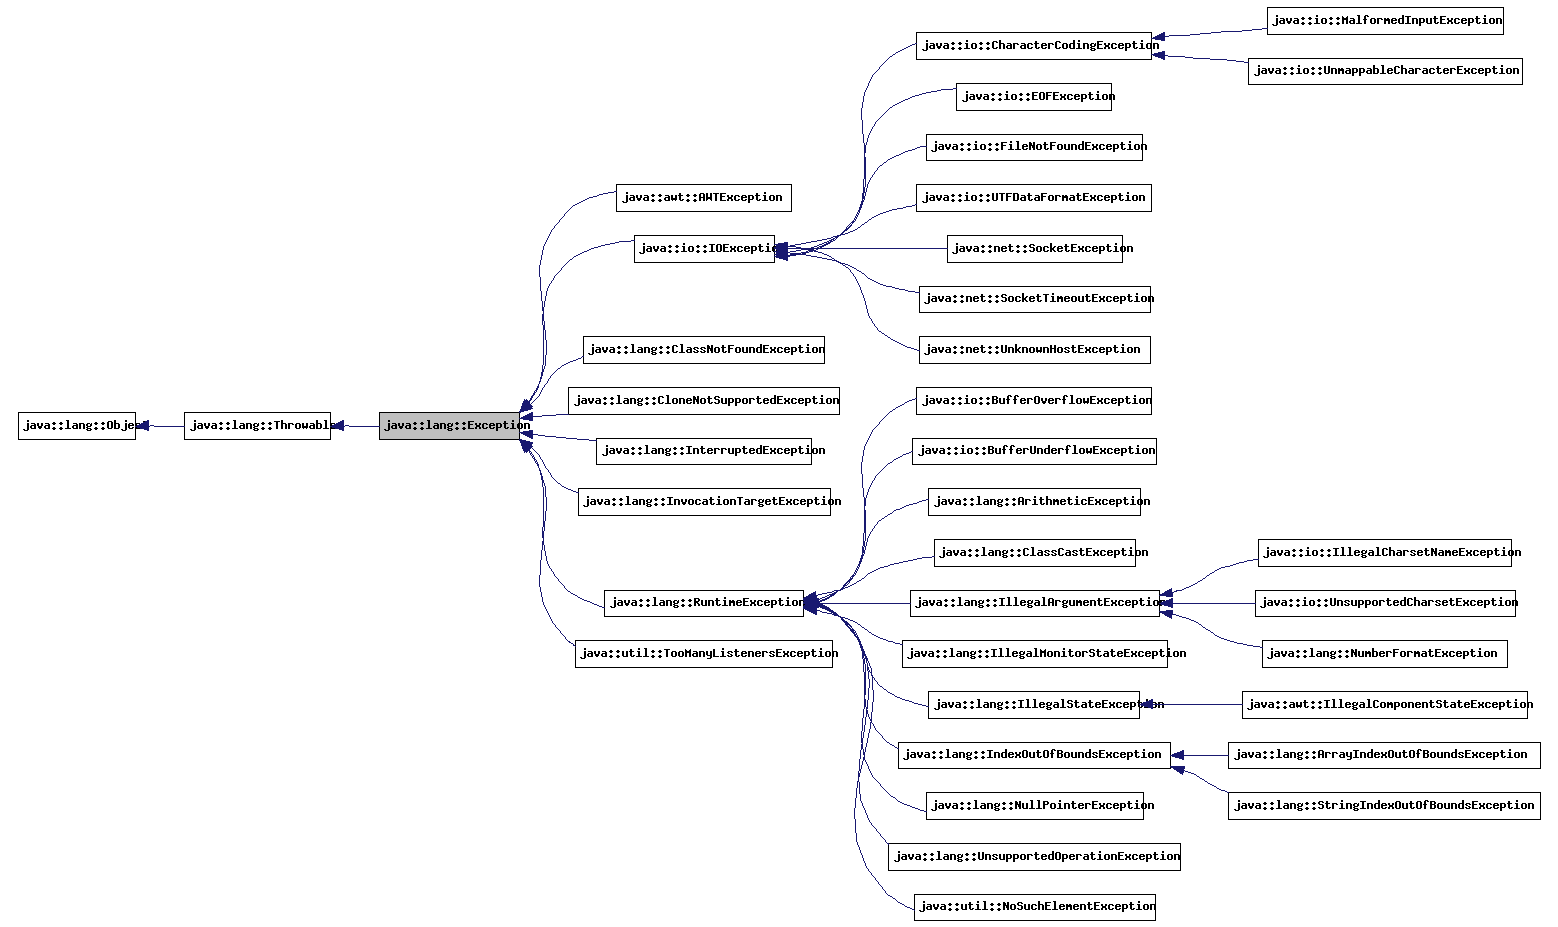 java::lang::Object
java::lang::Throwable
java::lang::Exception
java::awt::AWTException
java::io::IOException
java::lang::ClassNotFoundException
java::lang::CloneNotSupportedException
java::lang::InterruptedException
java::lang::InvocationTargetException
java::lang::RuntimeException
java::util::TooManyListenersException
java::io::CharacterCodingException
java::io::EOFException
java::io::FileNotFoundException
java::io::UTFDataFormatException
java::net::SocketException
java::net::SocketTimeoutException
java::net::UnknownHostException
java::io::BufferOverflowException
java::io::BufferUnderflowException
java::lang::ArithmeticException
java::lang::ClassCastException
java::lang::IllegalArgumentException
java::lang::IllegalMonitorStateException
java::lang::IllegalStateException
java::lang::IndexOutOfBoundsException
java::lang::NullPointerException
java::lang::UnsupportedOperationException
java::util::NoSuchElementException
java::io::MalformedInputException
java::io::UnmappableCharacterException
java::io::IllegalCharsetNameException
java::io::UnsupportedCharsetException
java::lang::NumberFormatException
java::awt::IllegalComponentStateException
java::lang::ArrayIndexOutOfBoundsException
java::lang::StringIndexOutOfBoundsException